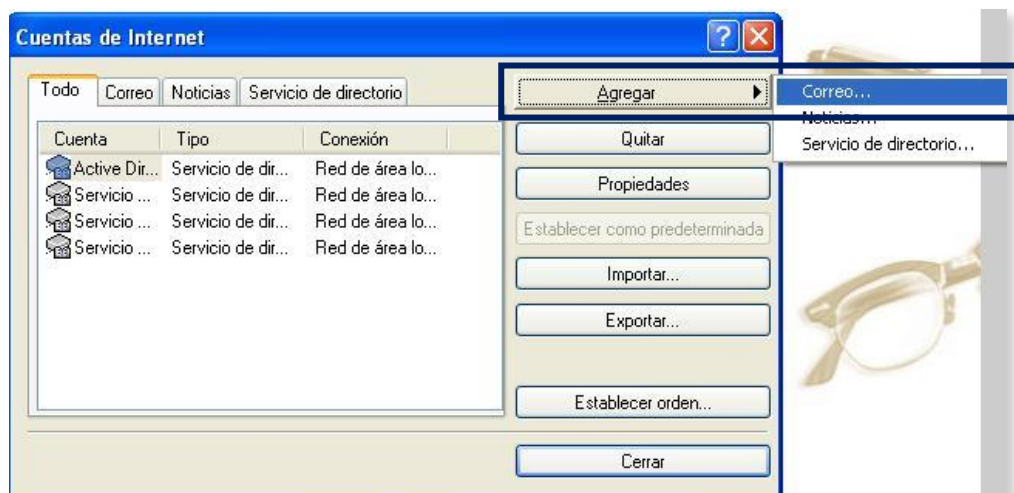 Cuentas de Internet
Todo Correo Noticias Servicio de directorio
Agregar
Correo...
Noticias...
Servicio de directorio...
Cuenta Tipo Conexión
Active Dir... Servicio de dir... Red de área lo...
Servicio ... Servicio de dir... Red de área lo...
Servicio ... Servicio de dir... Red de área lo...
Servicio ... Servicio de dir... Red de área lo...
Quitar
Propiedades
Establecer como predeterminada
Importar...
Exportar...
Establecer orden...
Cerrar